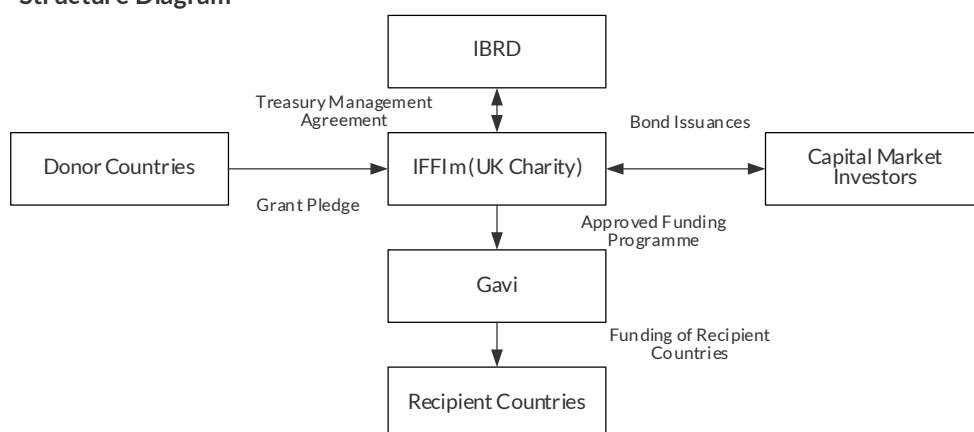 Structure Diagram
IBRD
Treasury Management
Agreement
Bond Issuances
Donor Countries
IFFIm (UK Charity)
Capital Market
Investors
Grant Pledge
Approved Funding
Programme
Gavi
Funding of Recipient
Countries
Recipient Countries